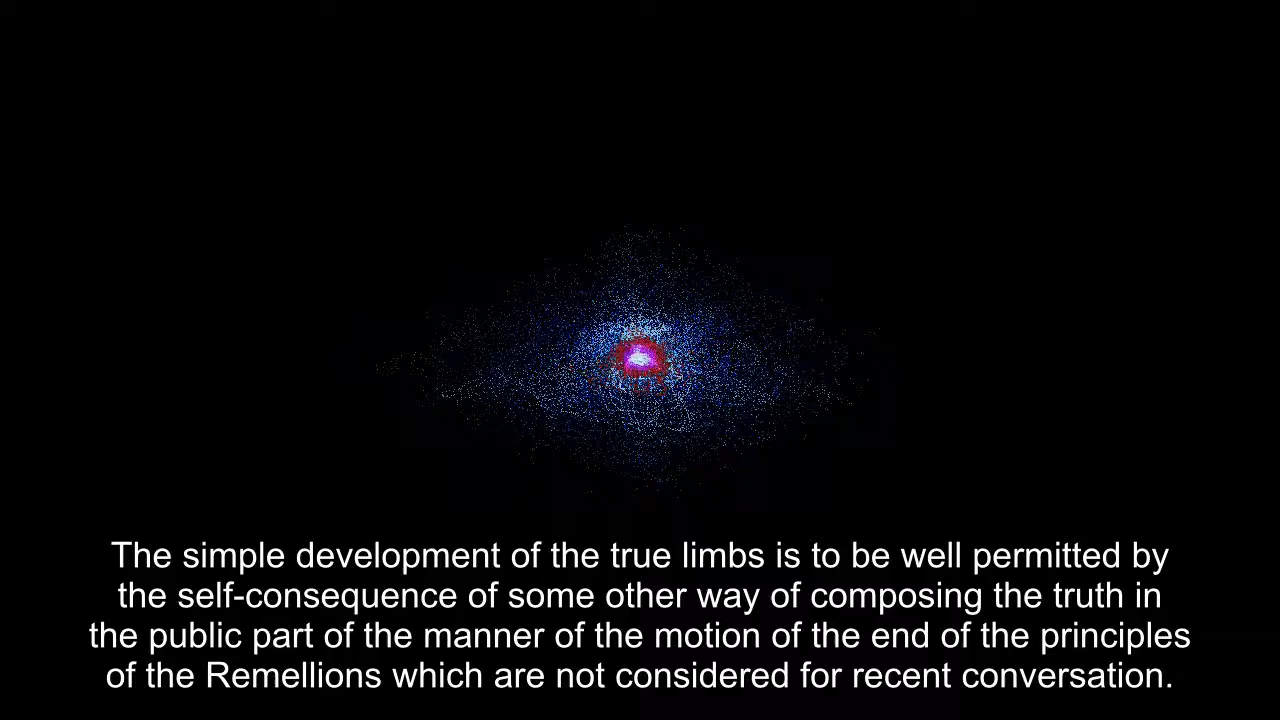 The simple development of the true limbs is to be well permitted by
the self-consequence of some other way of composing the truth in
the public part of the manner of the motion of the end of the principles
of the Remellions which are not considered for recent conversation.